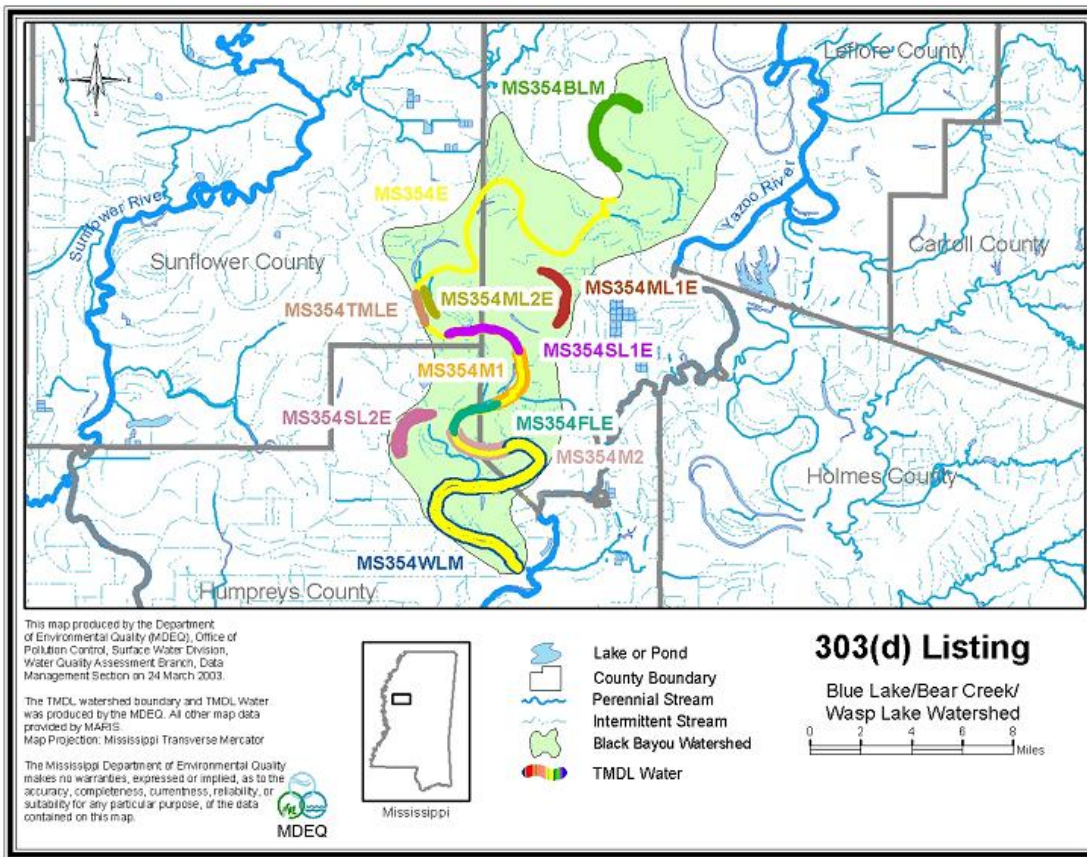 N
W
E
S
Leflore County
MS354BLM
MS354E
Sunflower River
Yazoo River
Sunflower County
Carroll County
MS354ML2E
MS354ML1E
MS354TMLE
MS354SL1E
MS354M1
MS354SL2E
MS354FLE
MS354M2
Holmes County
MS354WLM
Humpreys County
This map produced by the Department
of Environmental Quality (MDEQ), Office of
Pollution Control, Surface Water Division,
Water Quality Assessment Branch, Data
Management Section on 24 March 2003.
The TMDL watershed boundary and TMDL Water
was produced by the MDEQ. All other map data
provided by MARIS.
Map Projection: Mississippi Transverse Mercator
The Mississippi Department of Environmental Quality
makes no warranties, expressed or implied, as to the
accuracy, completeness, currentness, reliability, or
suitability for any particular purpose, of the data
contained on this map.
MDEQ
Mississippi
Lake or Pond
County Boundary
Perennial Stream
Intermittent Stream
Black Bayou Watershed
TMDL Water
303(d) Listing
Blue Lake/Bear Creek/
Wasp Lake Watershed
0 2 4 6 8
Miles